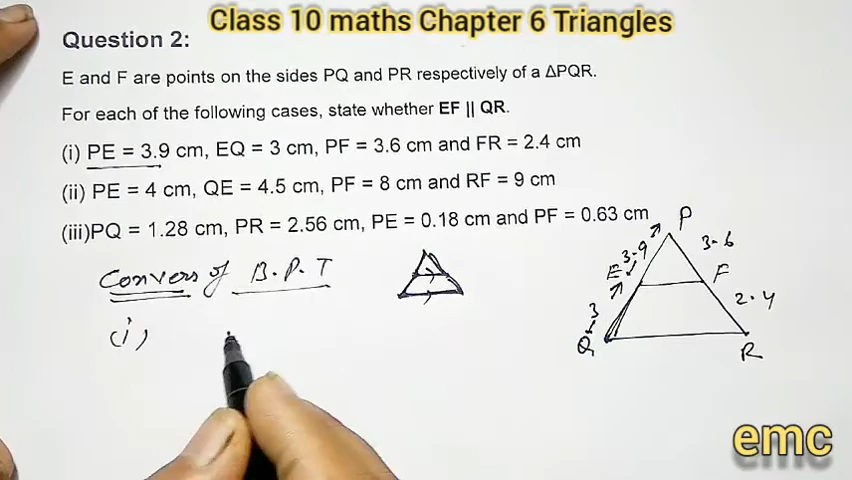 Class 10 maths Chapter 6 Triangles
Question 2:
E and F are points on the sides PQ and PR respectively of a ΔPQR.
For each of the following cases, state whether EF || QR.
(i) PE = 3.9 cm, EQ = 3 cm, PF = 3.6 cm and FR = 2.4 cm
(ii) PE = 4 cm, QE = 4.5 cm, PF = 8 cm and RF = 9 cm
(iii)PQ = 1.28 cm, PR = 2.56 cm, PE = 0.18 cm and PF = 0.63 cm
Convers of B.P.T
(i)
P
3.9 3.6
E F
3 2.4
Q R
emc